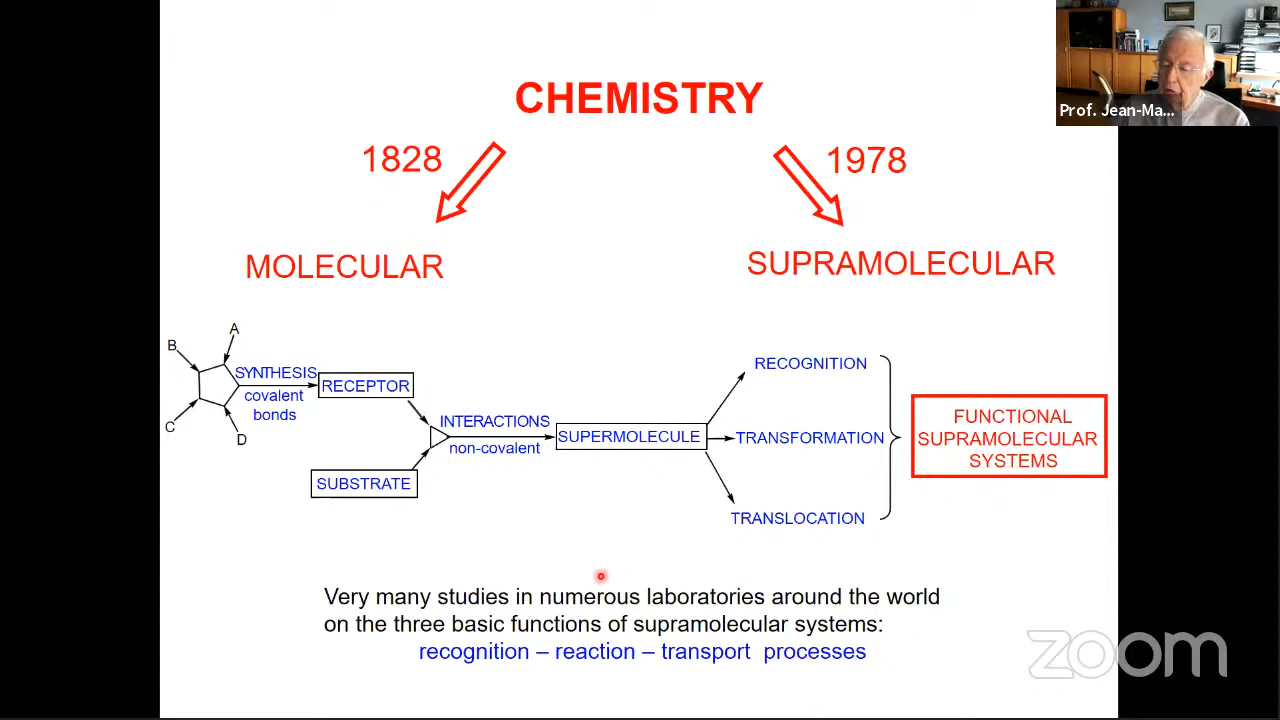 CHEMISTRY
1828
1978
MOLECULAR
SUPRAMOLECULAR
A
B
C
D
SYNTHESIS
covalent
bonds
RECEPTOR
SUBSTRATE
INTERACTIONS
non-covalent
SUPERMOLECULE
RECOGNITION
TRANSFORMATION
TRANSLOCATION
FUNCTIONAL
SUPRAMOLECULAR
SYSTEMS
Very many studies in numerous laboratories around the world
on the three basic functions of supramolecular systems:
recognition – reaction – transport processes
Prof. Jean-Ma...
zoom